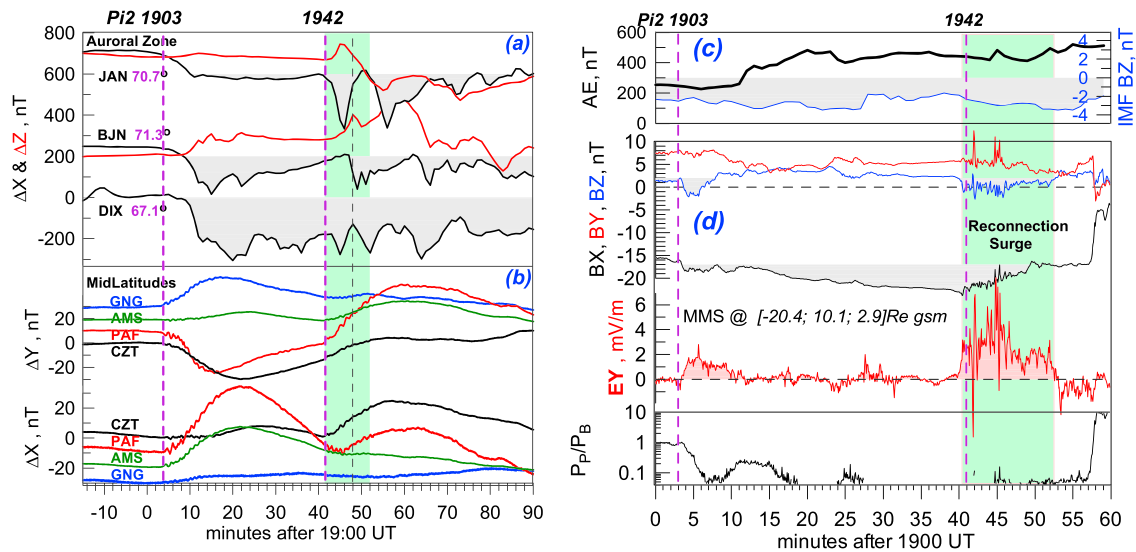 Pi2 1903
1942
Auroral Zone
(a)
JAN 70.7°
BJN 71.3°
DIX 67.1°
ΔX & ΔZ , nT
800
600
400
200
0
200
0
-200
MidLatitudes
(b)
GNG
AMS
PAF
CZT
ΔY , nT
20
0
-20
CZT
PAF
AMS
GNG
ΔX , nT
20
0
-20
-10 0 10 20 30 40 50 60 70 80 90
minutes after 19:00 UT
Pi2 1903
1942
(c)
AE, nT
600
400
200
0
IMF BZ, nT
4
2
0
-2
-4
BX, BY, BZ, nT
10
5
0
-5
-10
-15
-20
(d)
Reconnection
Surge
MMS @ [-20.4; 10.1; 2.9]Re gsm
EY , mV/m
6
4
2
0
-2
PP/PB
10
1
0.1
0 5 10 15 20 25 30 35 40 45 50 55 60
minutes after 1900 UT